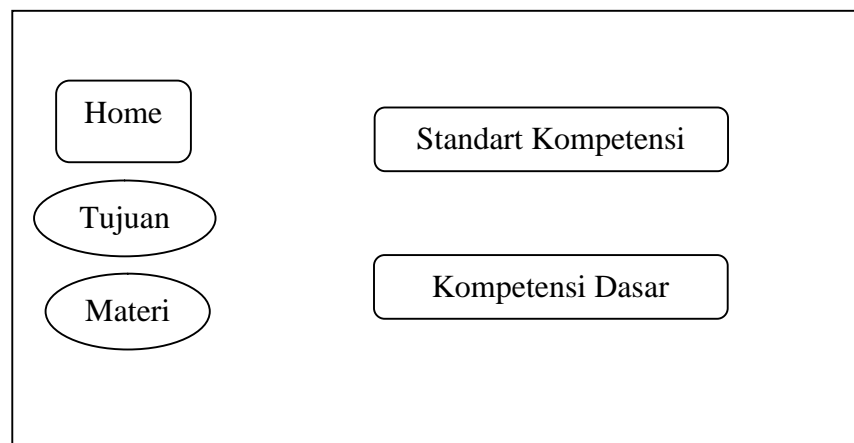 Home
Tujuan
Materi
Standart Kompetensi
Kompetensi Dasar